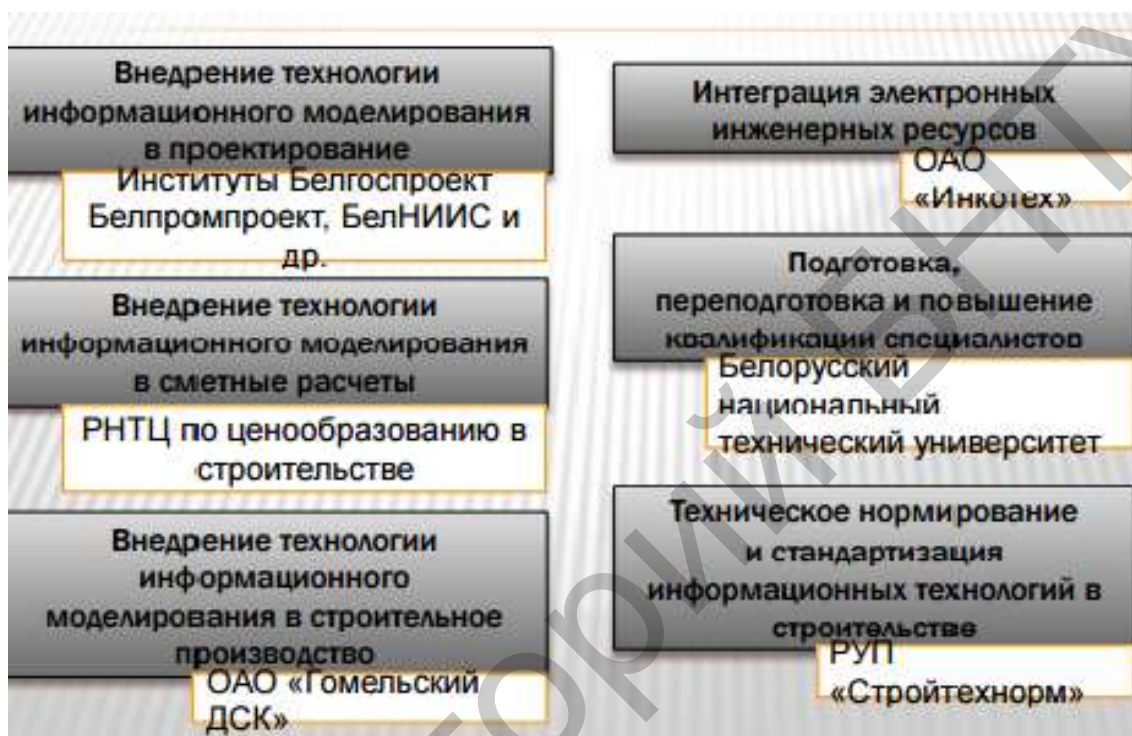 Внедрение технологии
информационного моделирования
в проектирование
Институты Белгоспроект
Белпромпроект, БелНИИС и
др.
Внедрение технологии
информационного моделирования
в сметные расчеты
РНТЦ по ценообразованию в
строительстве
Внедрение технологии
информационного
моделирования в строительное
производство
ОАО «Гомельский
ДСК»
Интеграция электронных
инженерных ресурсов
ОАО
«Инкотех»
Подготовка,
переподготовка и повышение
квалификации специалистов
Белорусский
национальный
технический университет
Техническое нормирование
и стандартизация
информационных технологий в
строительстве
РУП
«Стройтехнорм»